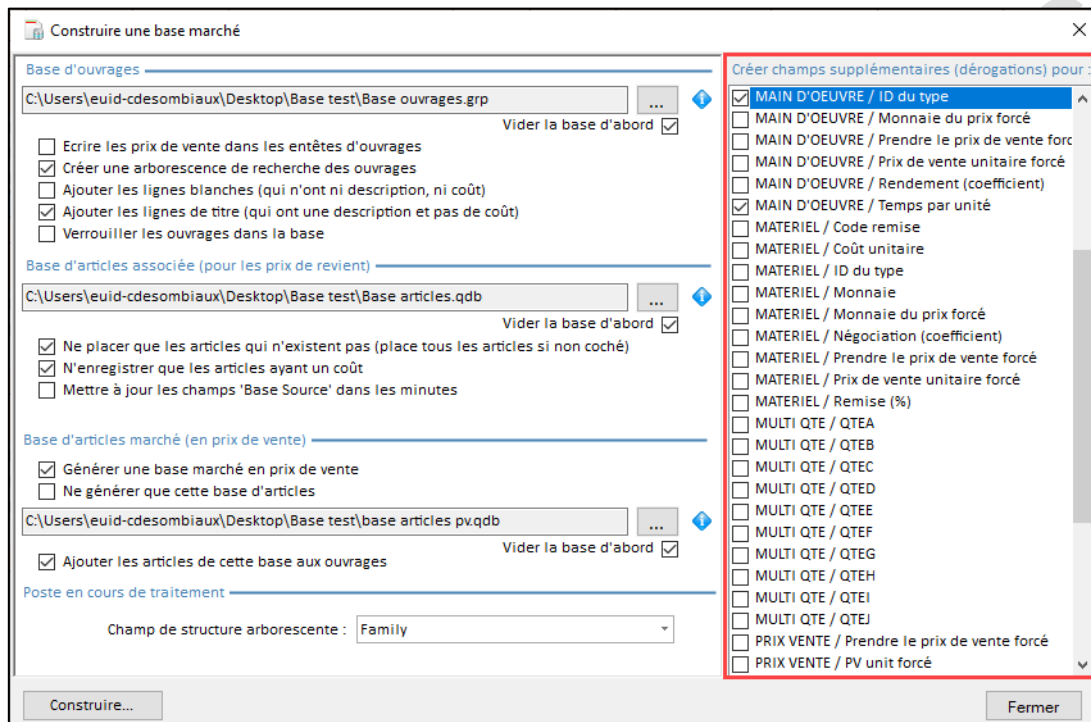 Construire une base marché
Base d'ouvrages
C:\Users\euid-cdesombiaux\Desktop\Base test\Base ouvrages.grp
...
Vider la base d'abord
Ecrire les prix de vente dans les entêtes d'ouvrages
Créer une arborescence de recherche des ouvrages
Ajouter les lignes blanches (qui n'ont ni description, ni coût)
Ajouter les lignes de titre (qui ont une description et pas de coût)
Verrouiller les ouvrages dans la base
Base d'articles associée (pour les prix de revient)
C:\Users\euid-cdesombiaux\Desktop\Base test\Base articles.qdb
...
Vider la base d'abord
Ne placer que les articles qui n'existent pas (place tous les articles si non coché)
N'enregistrer que les articles ayant un coût
Mettre à jour les champs 'Base Source' dans les minutes
Base d'articles marché (en prix de vente)
Générer une base marché en prix de vente
Ne générer que cette base d'articles
C:\Users\euid-cdesombiaux\Desktop\Base test\base articles pv.qdb
...
Vider la base d'abord
Ajouter les articles de cette base aux ouvrages
Poste en cours de traitement
Champ de structure arborescente : Family
Créer champs supplémentaires (dérogations) pour :
MAIN D'OEUVRE / ID du type
MAIN D'OEUVRE / Monnaie du prix forcé
MAIN D'OEUVRE / Prendre le prix de vente forc
MAIN D'OEUVRE / Prix de vente unitaire forcé
MAIN D'OEUVRE / Rendement (coefficient)
MAIN D'OEUVRE / Temps par unité
MATERIEL / Code remise
MATERIEL / Coût unitaire
MATERIEL / ID du type
MATERIEL / Monnaie
MATERIEL / Monnaie du prix forcé
MATERIEL / Négociation (coefficient)
MATERIEL / Prendre le prix de vente forcé
MATERIEL / Prix de vente unitaire forcé
MATERIEL / Remise (%)
MULTI QTE / QTEA
MULTI QTE / QTEB
MULTI QTE / QTEC
MULTI QTE / QTED
MULTI QTE / QTEE
MULTI QTE / QTEF
MULTI QTE / QTEG
MULTI QTE / QTEH
MULTI QTE / QTEI
MULTI QTE / QTEJ
PRIX VENTE / Prendre le prix de vente forcé
PRIX VENTE / PV unit forcé
Construire...
Fermer